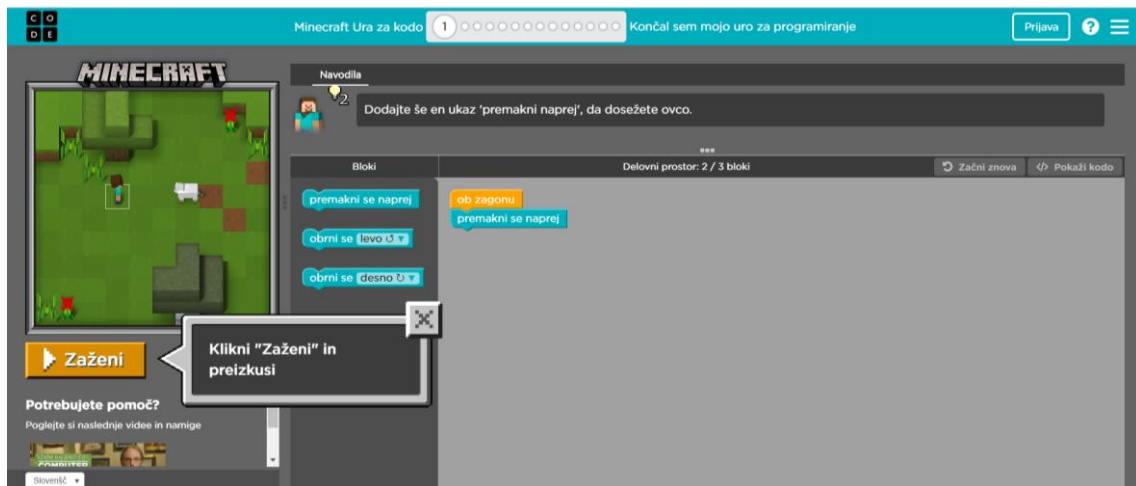 C O
D E
Minecraft Ura za kodo
1
Končal sem mojo uro za programiranje
Prijava
?
MINECRAFT
Navodila
2
Dodajte še en ukaz 'premakni naprej', da dosežete ovco.
Bloki
Delovni prostor: 2 / 3 bloki
Začni znova
</> Pokaži kodo
premakni se naprej
obrni se levo ↺ ▼
obrni se desno ↻ ▼
ob zagonu
premakni se naprej
Zaženi
Klikni "Zaženi" in
preizkusi
Potrebujete pomoč?
Poglejte si naslednje videe in namige
COMPUTER
Slovenšč